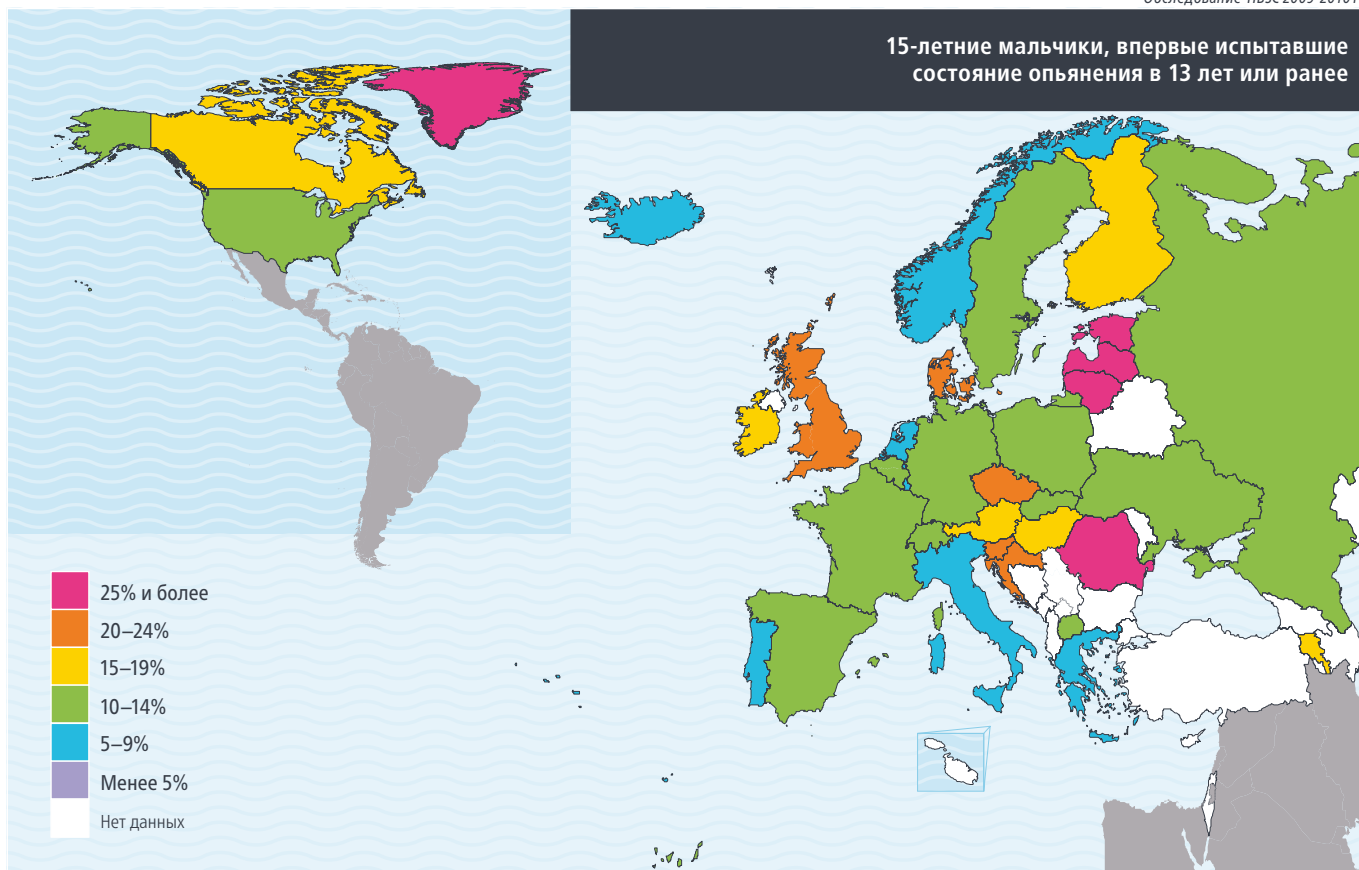 15-летние мальчики, впервые испытавшие
состояние опьянения в 13 лет или ранее
25% и более
20–24%
15–19%
10–14%
5–9%
Менее 5%
Нет данных